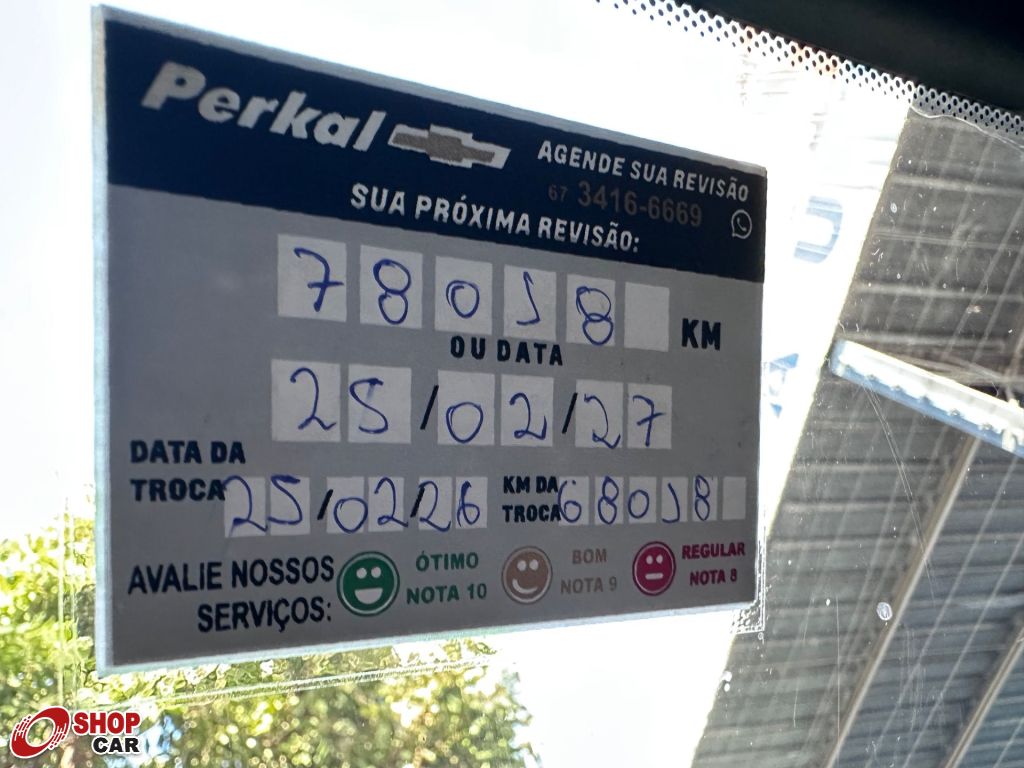 Perkal
AGENDE SUA REVISÃO
67 3416-6669
SUA PRÓXIMA REVISÃO:
78018 KM
OU DATA
25/02/27
DATA DA TROCA 25/02/26
KM DA TROCA 68018
AVALIE NOSSOS SERVIÇOS:
ÓTIMO NOTA 10
BOM NOTA 9
REGULAR NOTA 8
SHOP CAR